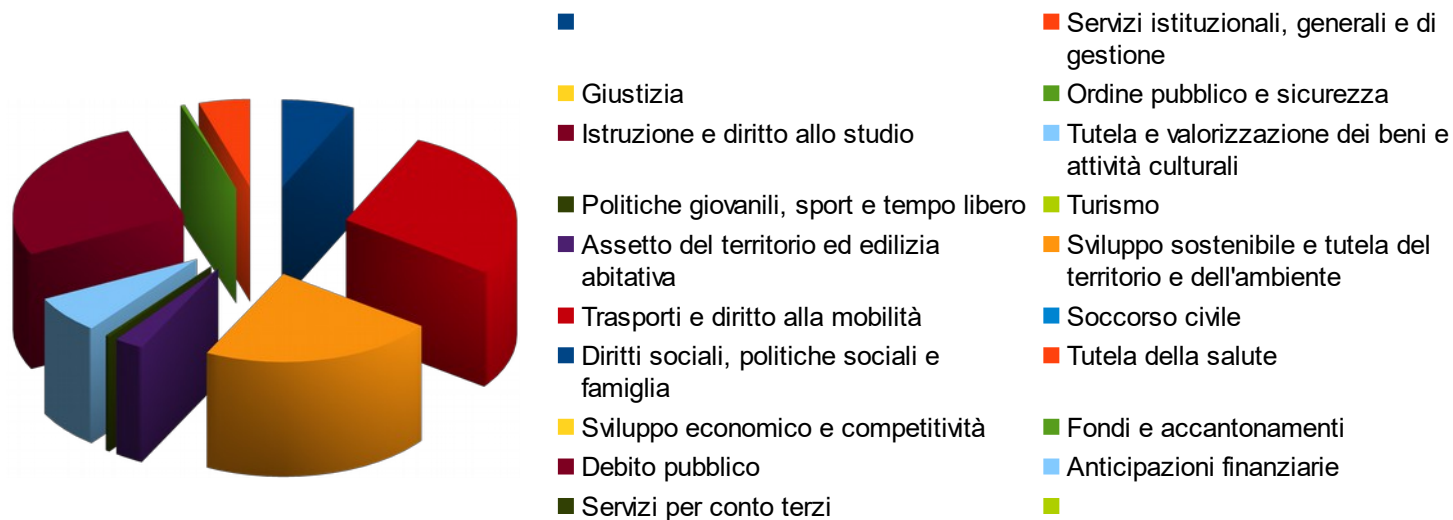 Servizi istituzionali, generali e di
gestione
Giustizia
Ordine pubblico e sicurezza
Istruzione e diritto allo studio
Tutela e valorizzazione dei beni e
attività culturali
Politiche giovanili, sport e tempo libero
Turismo
Assetto del territorio ed edilizia
abitativa
Sviluppo sostenibile e tutela del
territorio e dell'ambiente
Trasporti e diritto alla mobilità
Soccorso civile
Diritti sociali, politiche sociali e
famiglia
Tutela della salute
Sviluppo economico e competitività
Fondi e accantonamenti
Debito pubblico
Anticipazioni finanziarie
Servizi per conto terzi